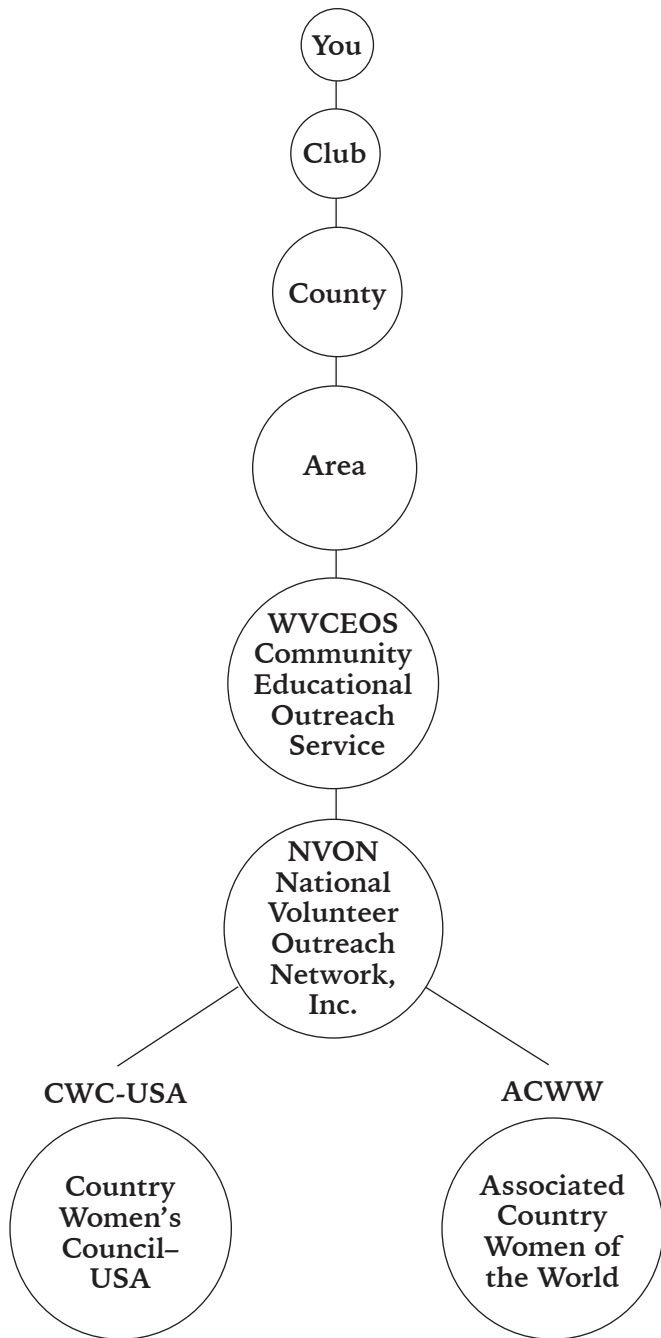 You
Club
County
Area
WVCEOS
Community
Educational
Outreach
Service
NVON
National
Volunteer
Outreach
Network,
Inc.
CWC-USA
Country
Women’s
Council–
USA
ACWW
Associated
Country
Women of
the World